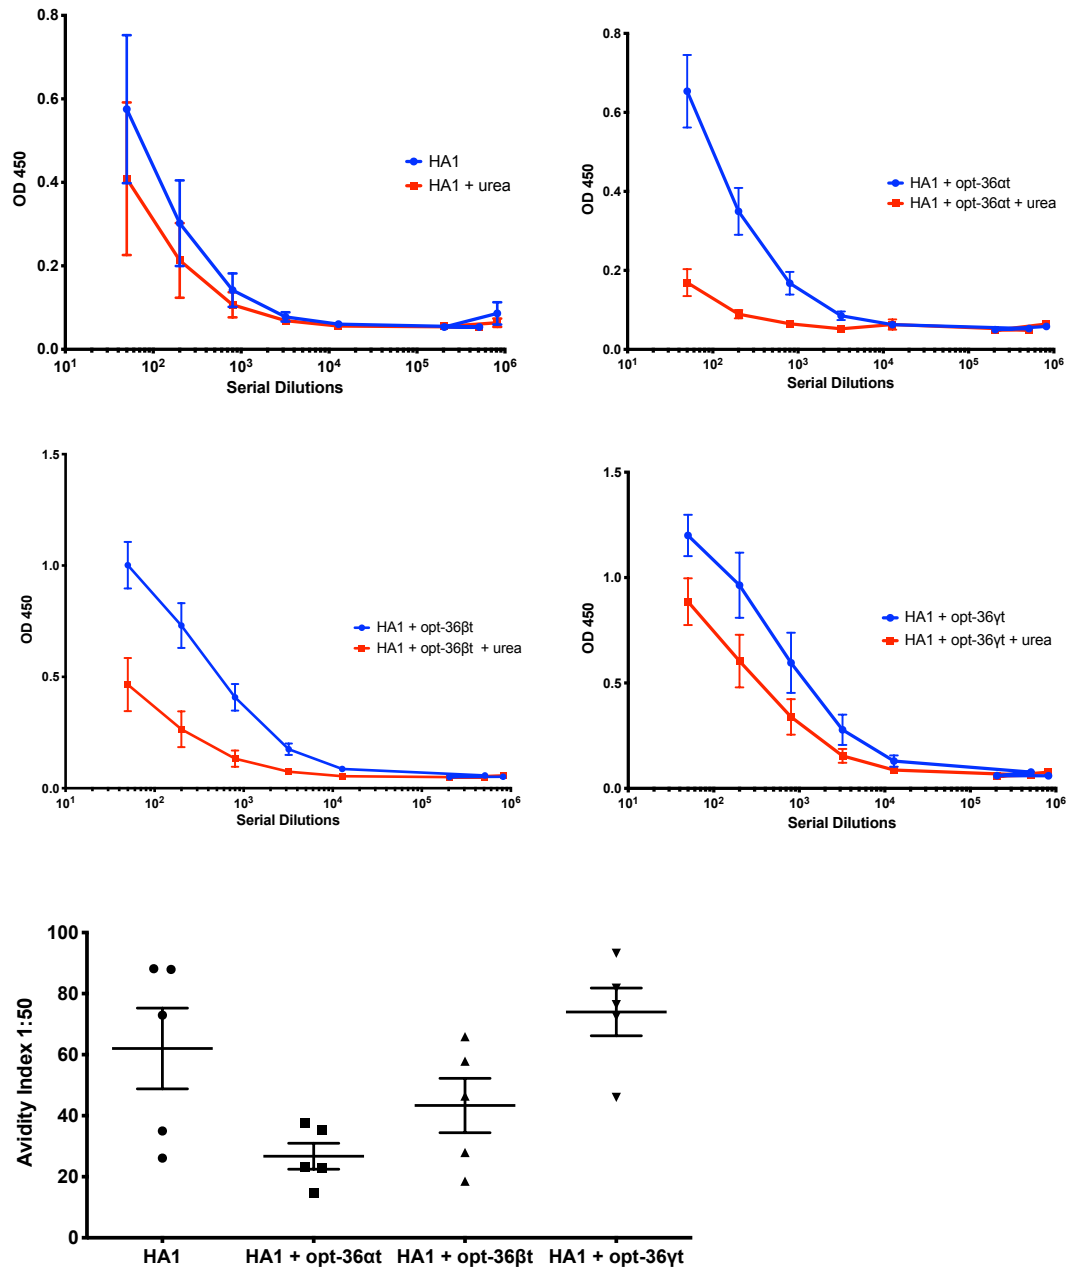 0.8
0.6
0.4
0.2
0.0
OD 450
HA1
HA1 + urea
10¹ 10² 10³ 10⁴ 10⁵ 10⁶
Serial Dilutions
0.8
0.6
0.4
0.2
0.0
OD 450
HA1 + opt-36αt
HA1 + opt-36αt + urea
10¹ 10² 10³ 10⁴ 10⁵ 10⁶
Serial Dilutions
1.5
1.0
0.5
0.0
OD 450
HA1 + opt-36βt
HA1 + opt-36βt + urea
10¹ 10² 10³ 10⁴ 10⁵ 10⁶
Serial Dilutions
1.5
1.0
0.5
0.0
OD 450
HA1 + opt-36γt
HA1 + opt-36γt + urea
10¹ 10² 10³ 10⁴ 10⁵ 10⁶
Serial Dilutions
100
80
60
40
20
0
Avidity Index 1:50
HA1 HA1 + opt-36αt HA1 + opt-36βt HA1 + opt-36γt